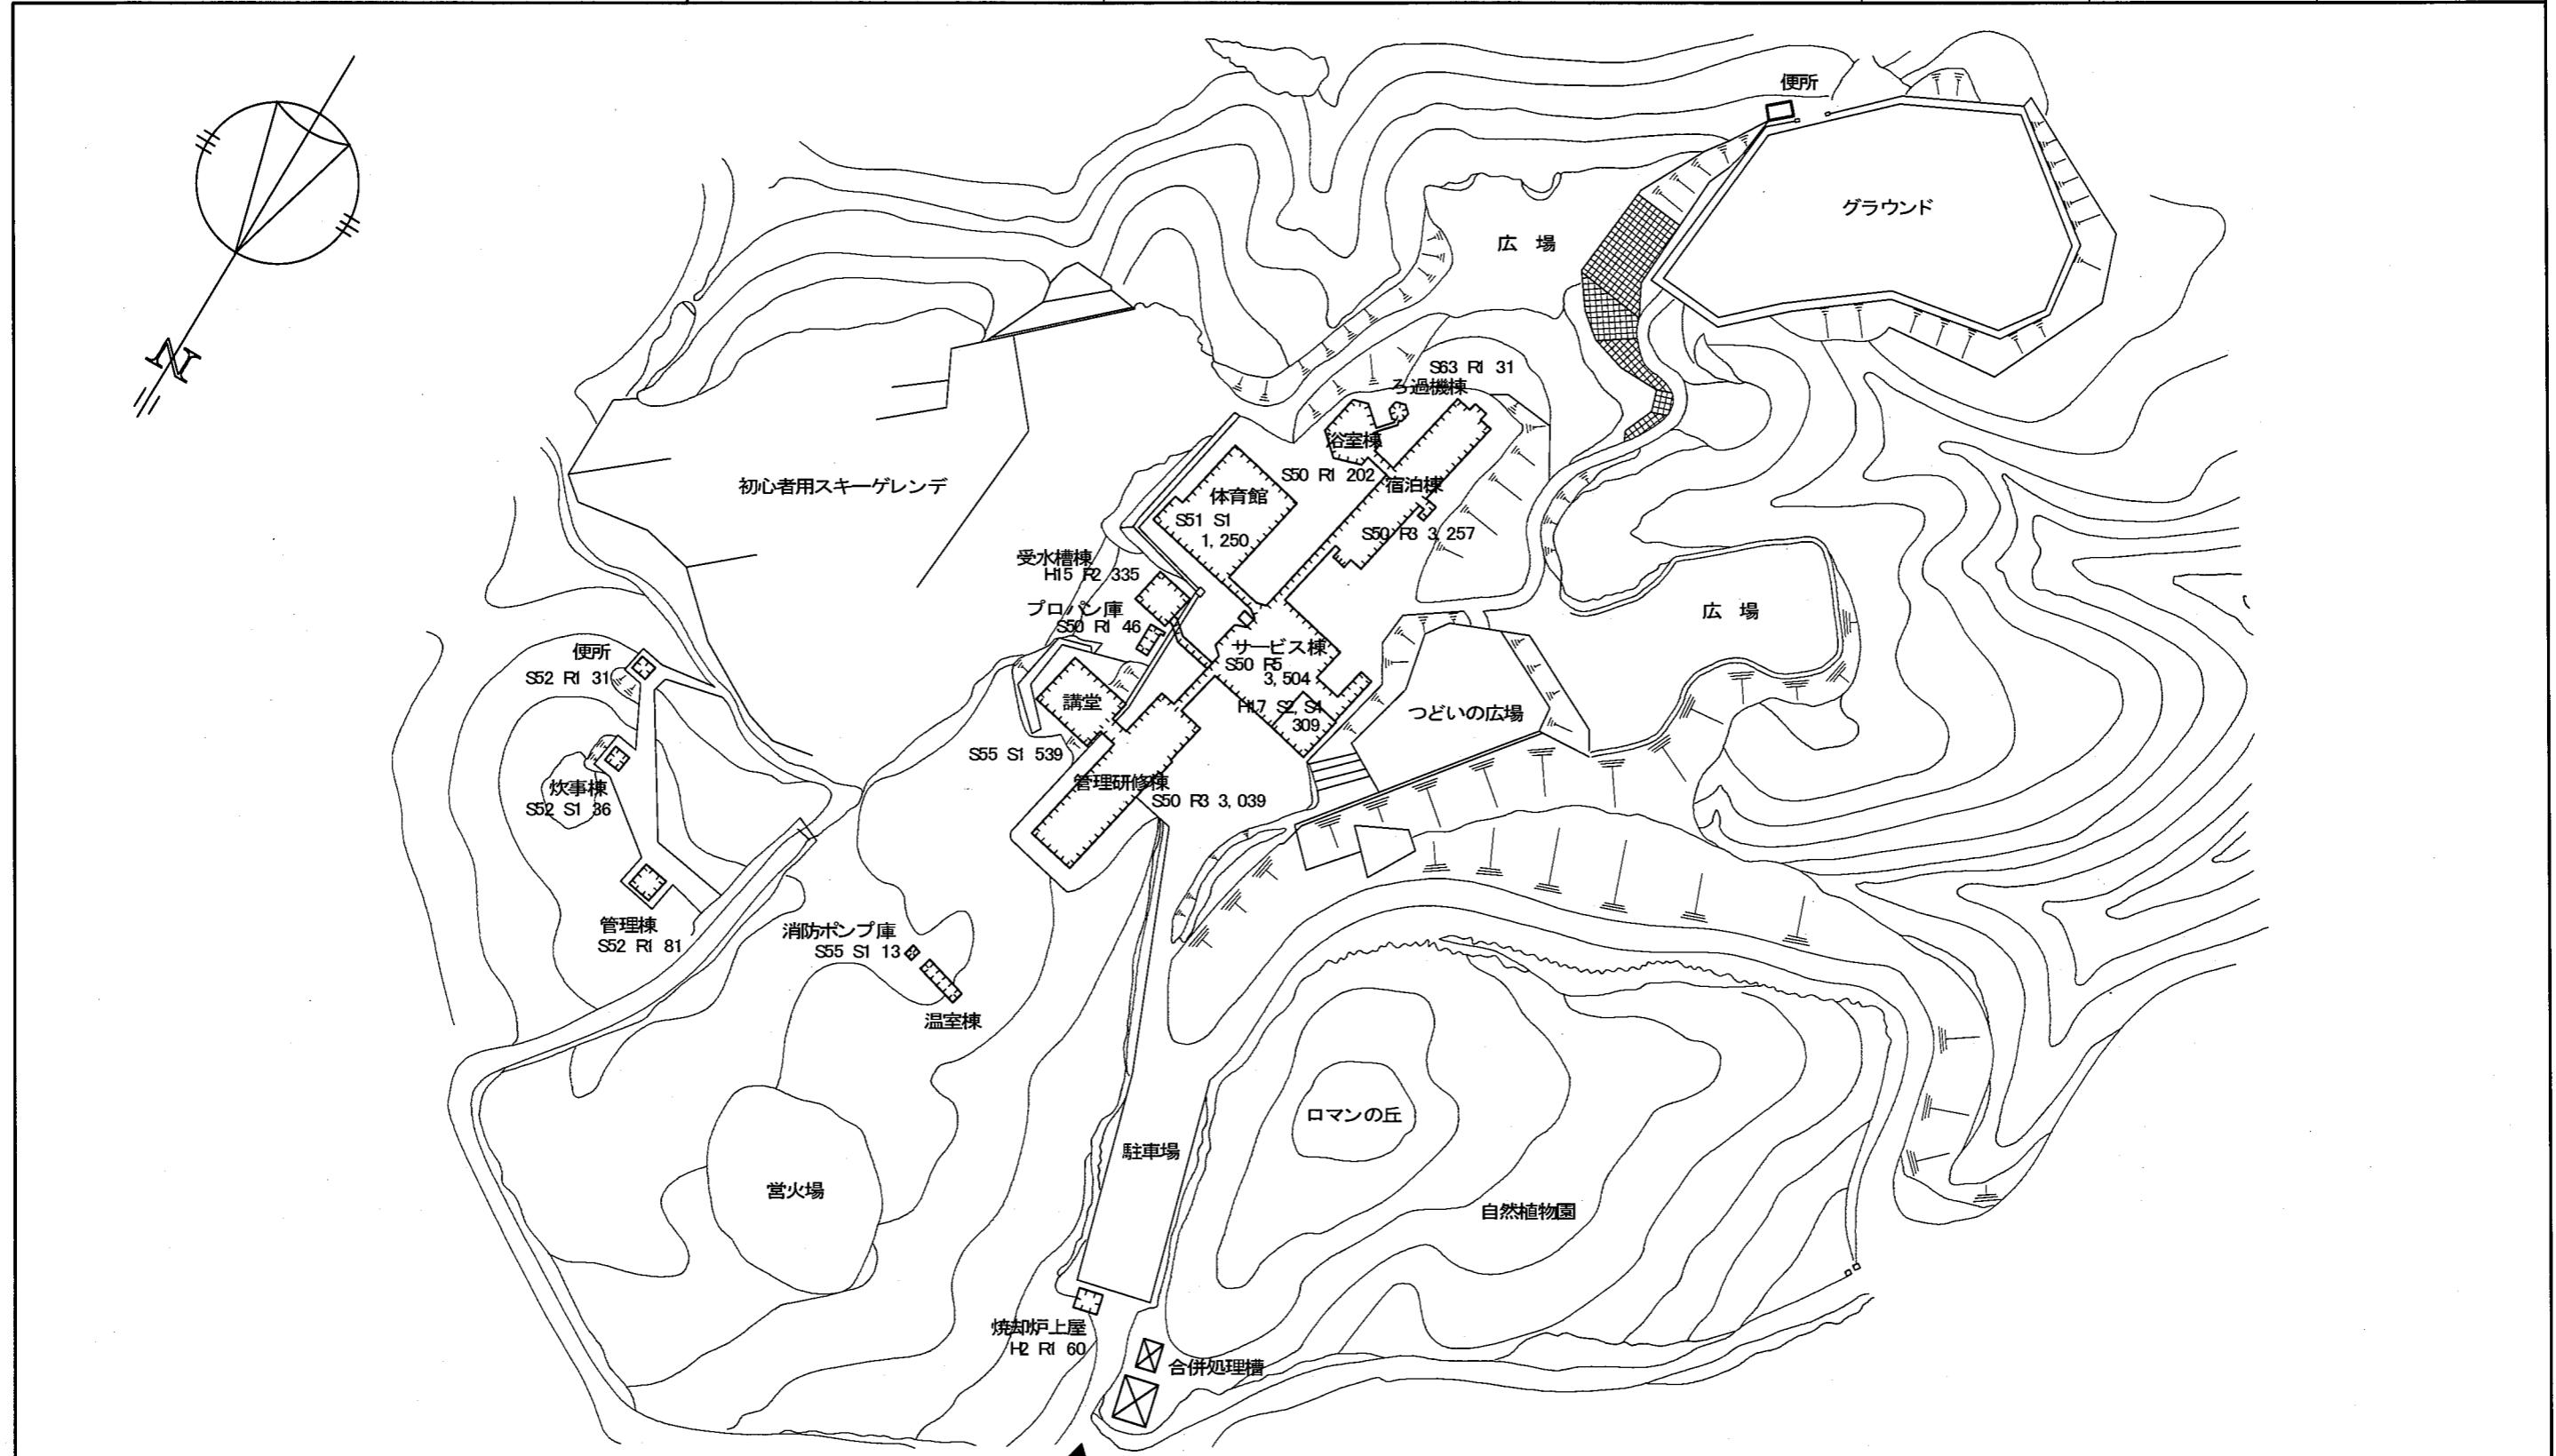 便所
グラウンド
広 場
N
S63 R1 31
ろ過機棟
浴室棟
S50 R1 202
宿泊棟
S50 R3 3,257
初心者用スキーゲレンデ
体育館
S51 S1
1,250
受水槽棟
H15 R2 335
プロパン庫
S50 R1 46
広 場
サービス棟
S50 R5
3,504
H17 S2,S4
309
つどいの広場
便所
S52 R1 31
講堂
S55 S1 539
管理研修棟
S50 R3 3,039
炊事棟
S52 S1 36
管理棟
S52 R1 81
消防ポンプ庫
S55 S1 13
温室棟
ロマンの丘
駐車場
営火場
自然植物園
焼却炉上屋
H2 R1 60
合併処理槽